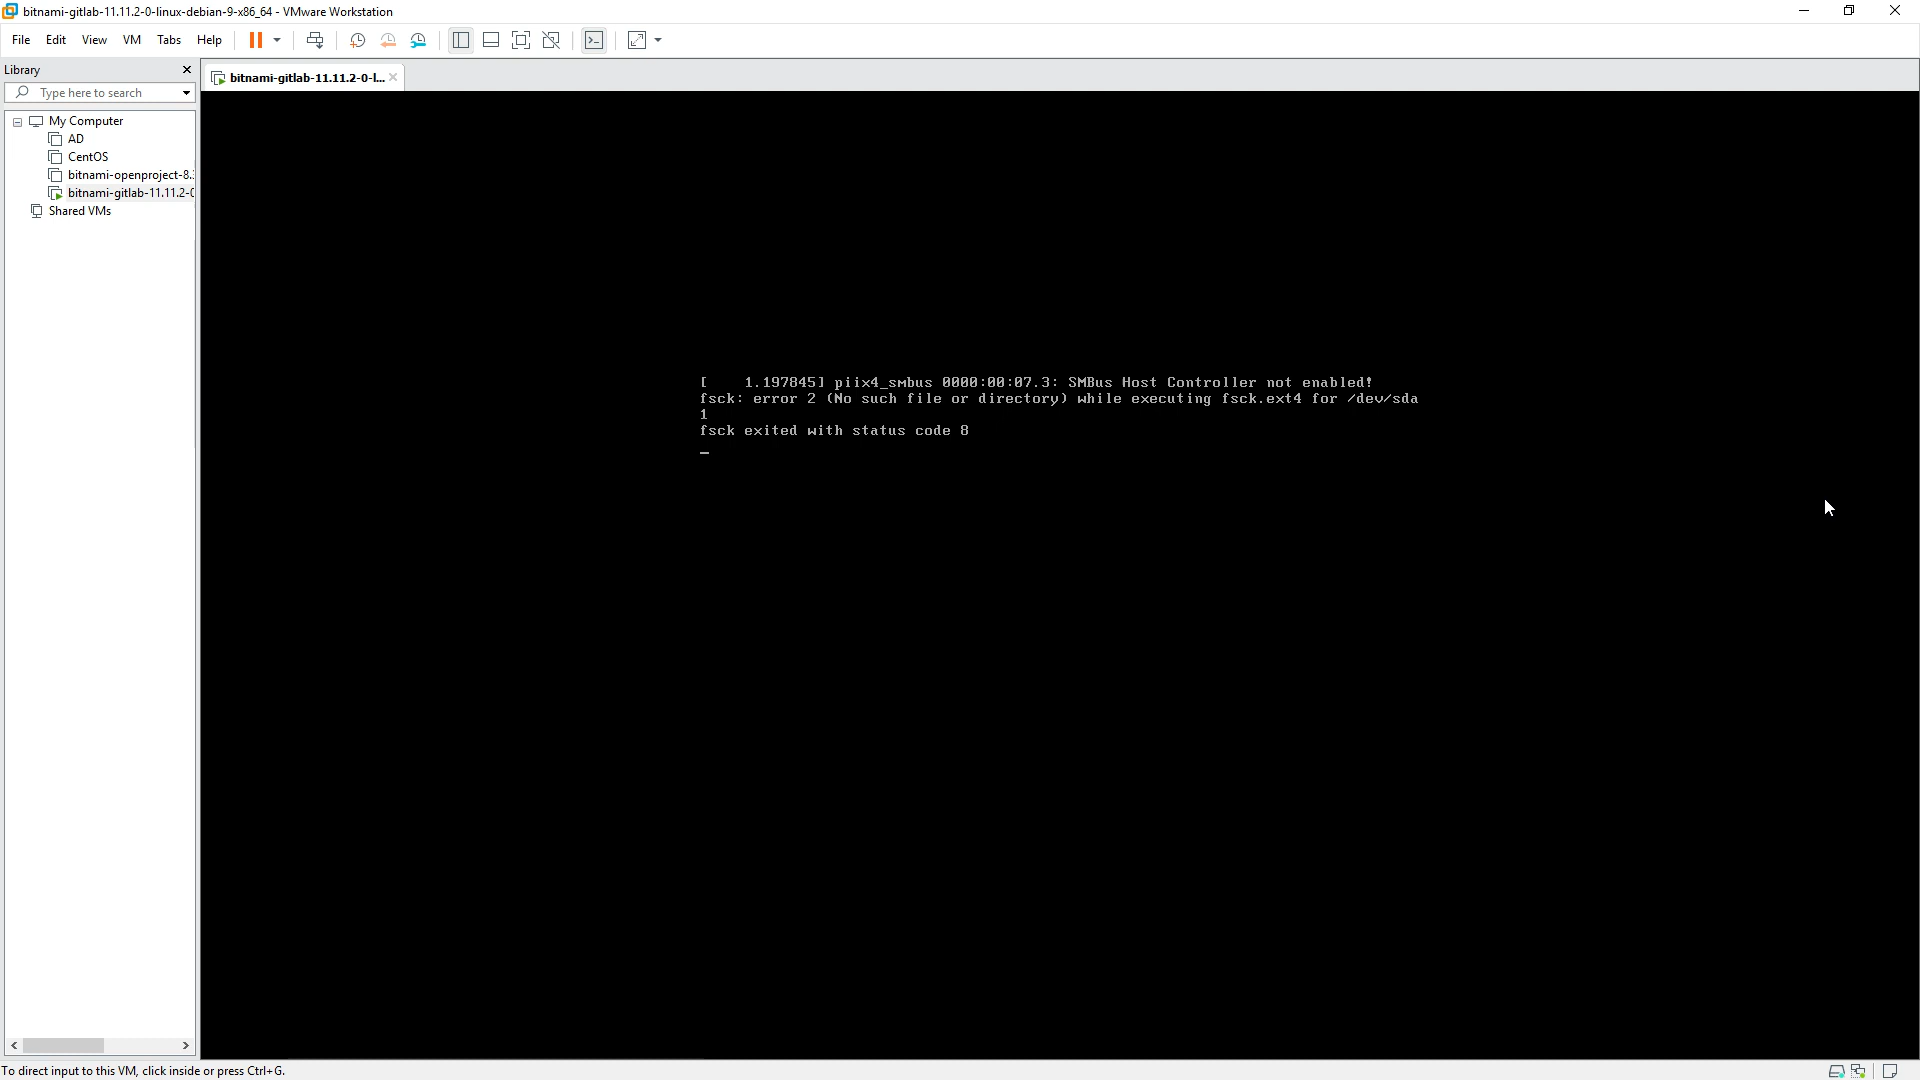 bitnami-gitlab-11.11.2-0-linux-debian-9-x86_64 - VMware Workstation
File Edit View VM Tabs Help
Library
Type here to search
My Computer
AD
CentOS
bitnami-openproject-8.
bitnami-gitlab-11.11.2-0
Shared VMs
bitnami-gitlab-11.11.2-0-l...
[    1.197845] piix4_smbus 0000:00:07.3: SMBus Host Controller not enabled!
fsck: error 2 (No such file or directory) while executing fsck.ext4 for /dev/sda
1
fsck exited with status code 8
To direct input to this VM, click inside or press Ctrl+G.